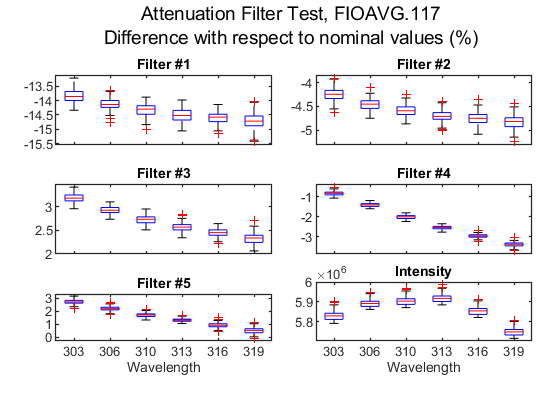 Attenuation Filter Test, FIOAVG.117
Difference with respect to nominal values (%)
Filter #1
-13.5
-14
-14.5
-15
-15.5
Filter #2
-4
-4.5
-5
Filter #3
3
2.5
2
Filter #4
-1
-2
-3
Filter #5
3
2
1
0
303 306 310 313 316 319
Wavelength
Intensity
×10⁶
6
5.9
5.8
303 306 310 313 316 319
Wavelength